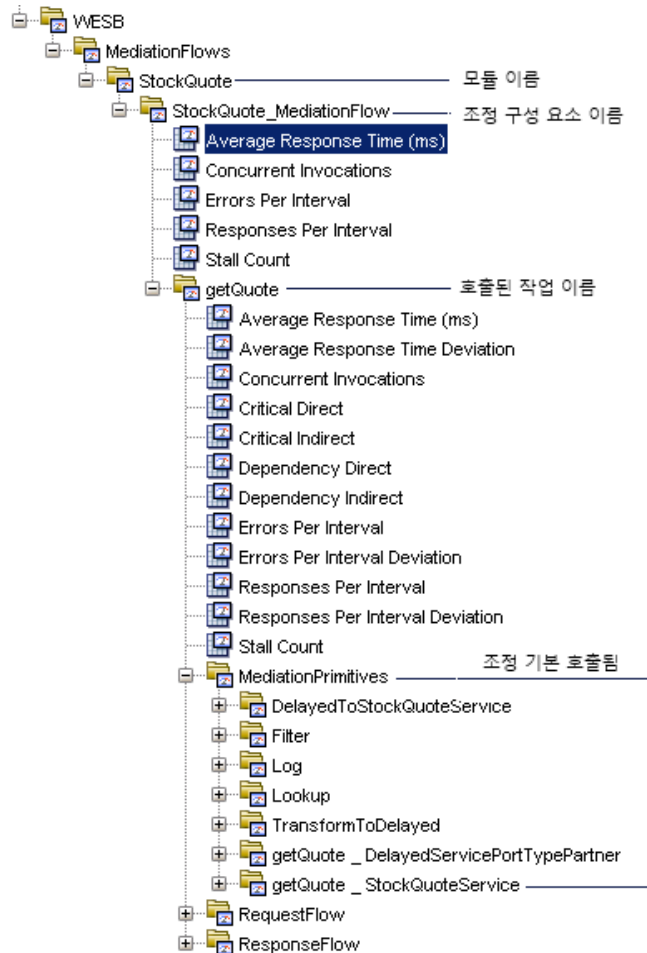 WESB
MediationFlows
StockQuote 모듈 이름
StockQuote_MediationFlow 조정 구성 요소 이름
Average Response Time (ms)
Concurrent Invocations
Errors Per Interval
Responses Per Interval
Stall Count
getQuote 호출된 작업 이름
Average Response Time (ms)
Average Response Time Deviation
Concurrent Invocations
Critical Direct
Critical Indirect
Dependency Direct
Dependency Indirect
Errors Per Interval
Errors Per Interval Deviation
Responses Per Interval
Responses Per Interval Deviation
Stall Count
MediationPrimitives 조정 기본 호출됨
DelayedToStockQuoteService
Filter
Log
Lookup
TransformToDelayed
getQuote _ DelayedServicePortTypePartner
getQuote _ StockQuoteService
RequestFlow
ResponseFlow